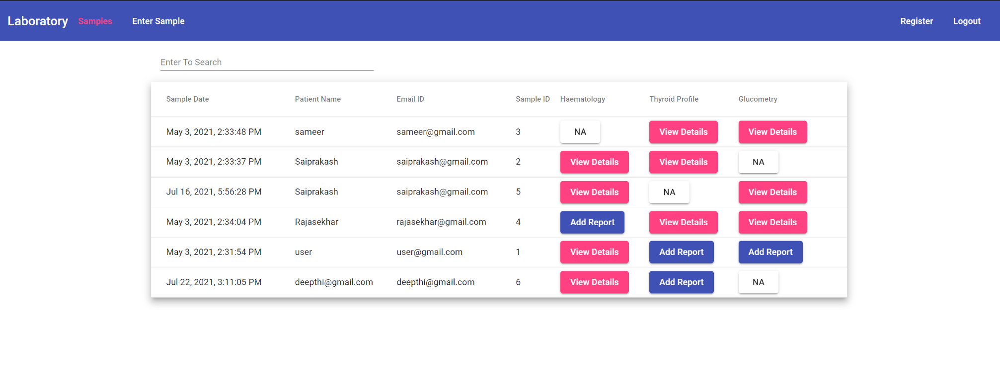 Laboratory Samples Enter Sample Register Logout
Enter To Search
Sample Date Patient Name Email ID Sample ID Haematology Thyroid Profile Glucometry
May 3, 2021, 2:33:48 PM sameer sameer@gmail.com 3 NA View Details View Details
May 3, 2021, 2:33:37 PM Saiprakash saiprakash@gmail.com 2 View Details View Details NA
Jul 16, 2021, 5:56:28 PM Saiprakash saiprakash@gmail.com 5 View Details NA View Details
May 3, 2021, 2:34:04 PM Rajasekhar rajasekhar@gmail.com 4 Add Report View Details View Details
May 3, 2021, 2:31:54 PM user user@gmail.com 1 View Details Add Report Add Report
Jul 22, 2021, 3:11:05 PM deepthi@gmail.com deepthi@gmail.com 6 View Details Add Report NA